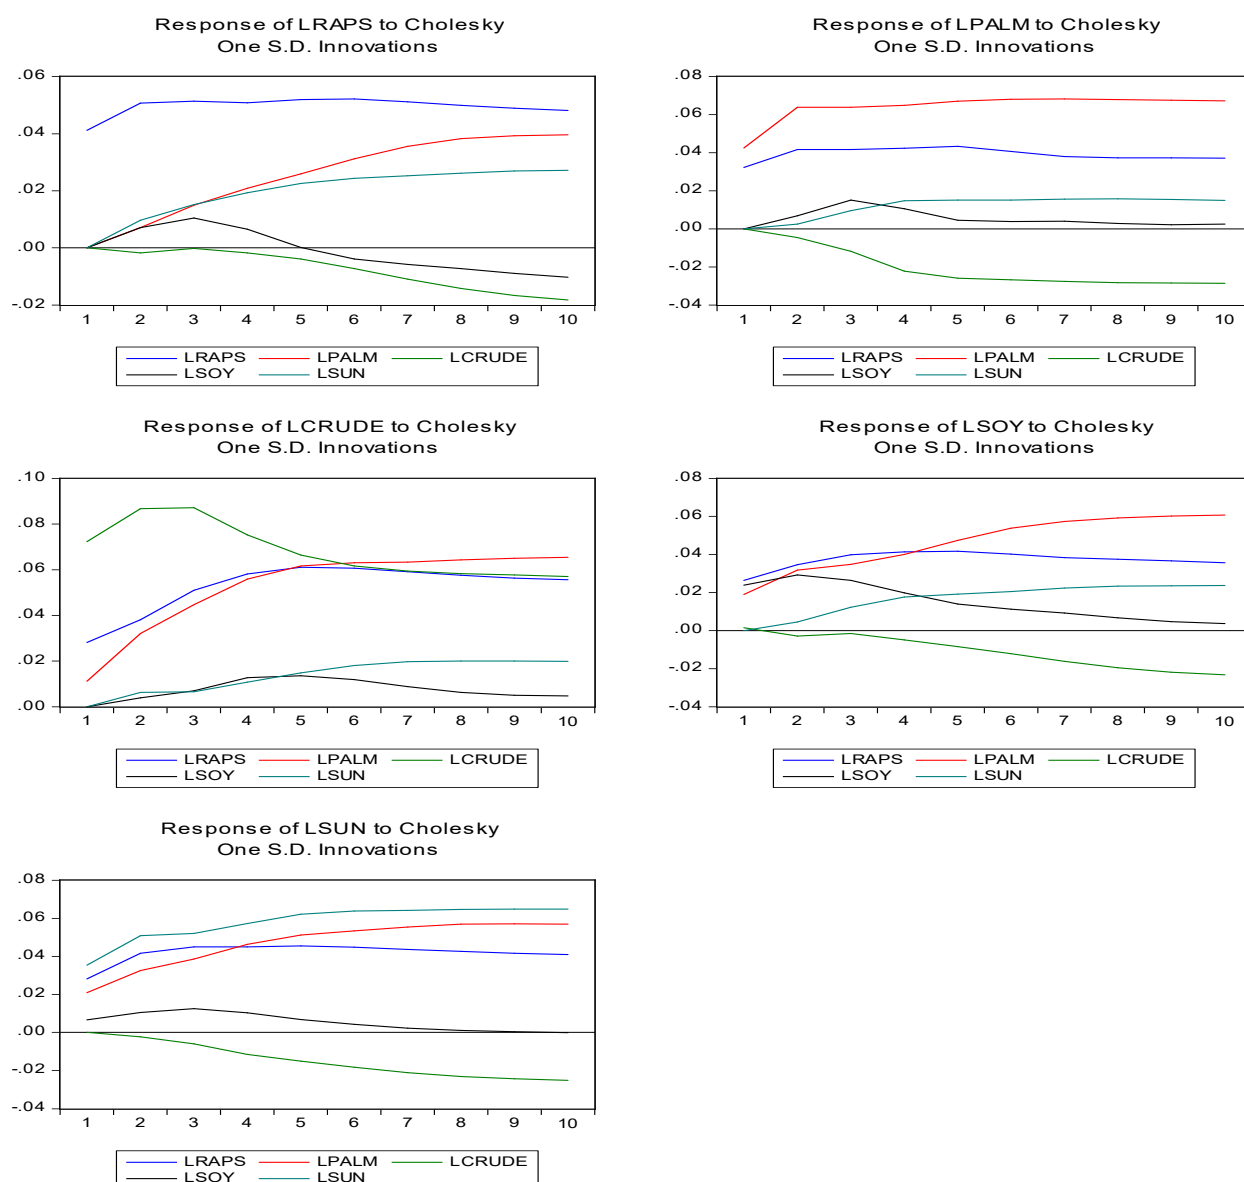 Response of LRAPS to Cholesky
One S.D. Innovations
.06
.04
.02
.00
-.02
1 2 3 4 5 6 7 8 9 10
LRAPS LPALM LCRUDE
LSOY LSUN
Response of LPALM to Cholesky
One S.D. Innovations
.08
.06
.04
.02
.00
-.02
-.04
1 2 3 4 5 6 7 8 9 10
LRAPS LPALM LCRUDE
LSOY LSUN
Response of LCRUDE to Cholesky
One S.D. Innovations
.10
.08
.06
.04
.02
.00
1 2 3 4 5 6 7 8 9 10
LRAPS LPALM LCRUDE
LSOY LSUN
Response of LSOY to Cholesky
One S.D. Innovations
.08
.06
.04
.02
.00
-.02
-.04
1 2 3 4 5 6 7 8 9 10
LRAPS LPALM LCRUDE
LSOY LSUN
Response of LSUN to Cholesky
One S.D. Innovations
.08
.06
.04
.02
.00
-.02
-.04
1 2 3 4 5 6 7 8 9 10
LRAPS LPALM LCRUDE
LSOY LSUN